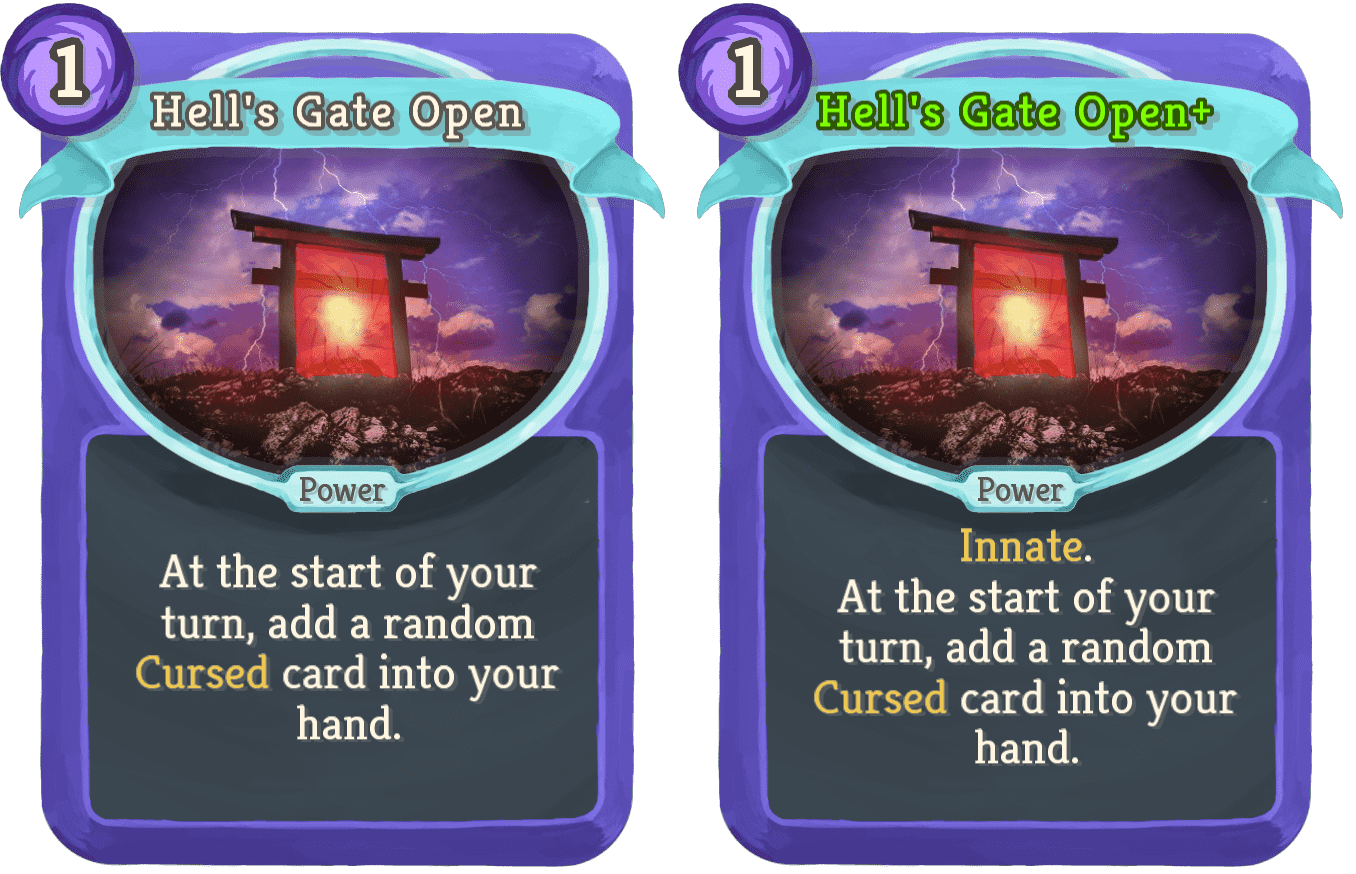 1
Hell's Gate Open
Power
At the start of your
turn, add a random
Cursed card into your
hand.
1
Hell's Gate Open+
Power
Innate.
At the start of your
turn, add a random
Cursed card into your
hand.